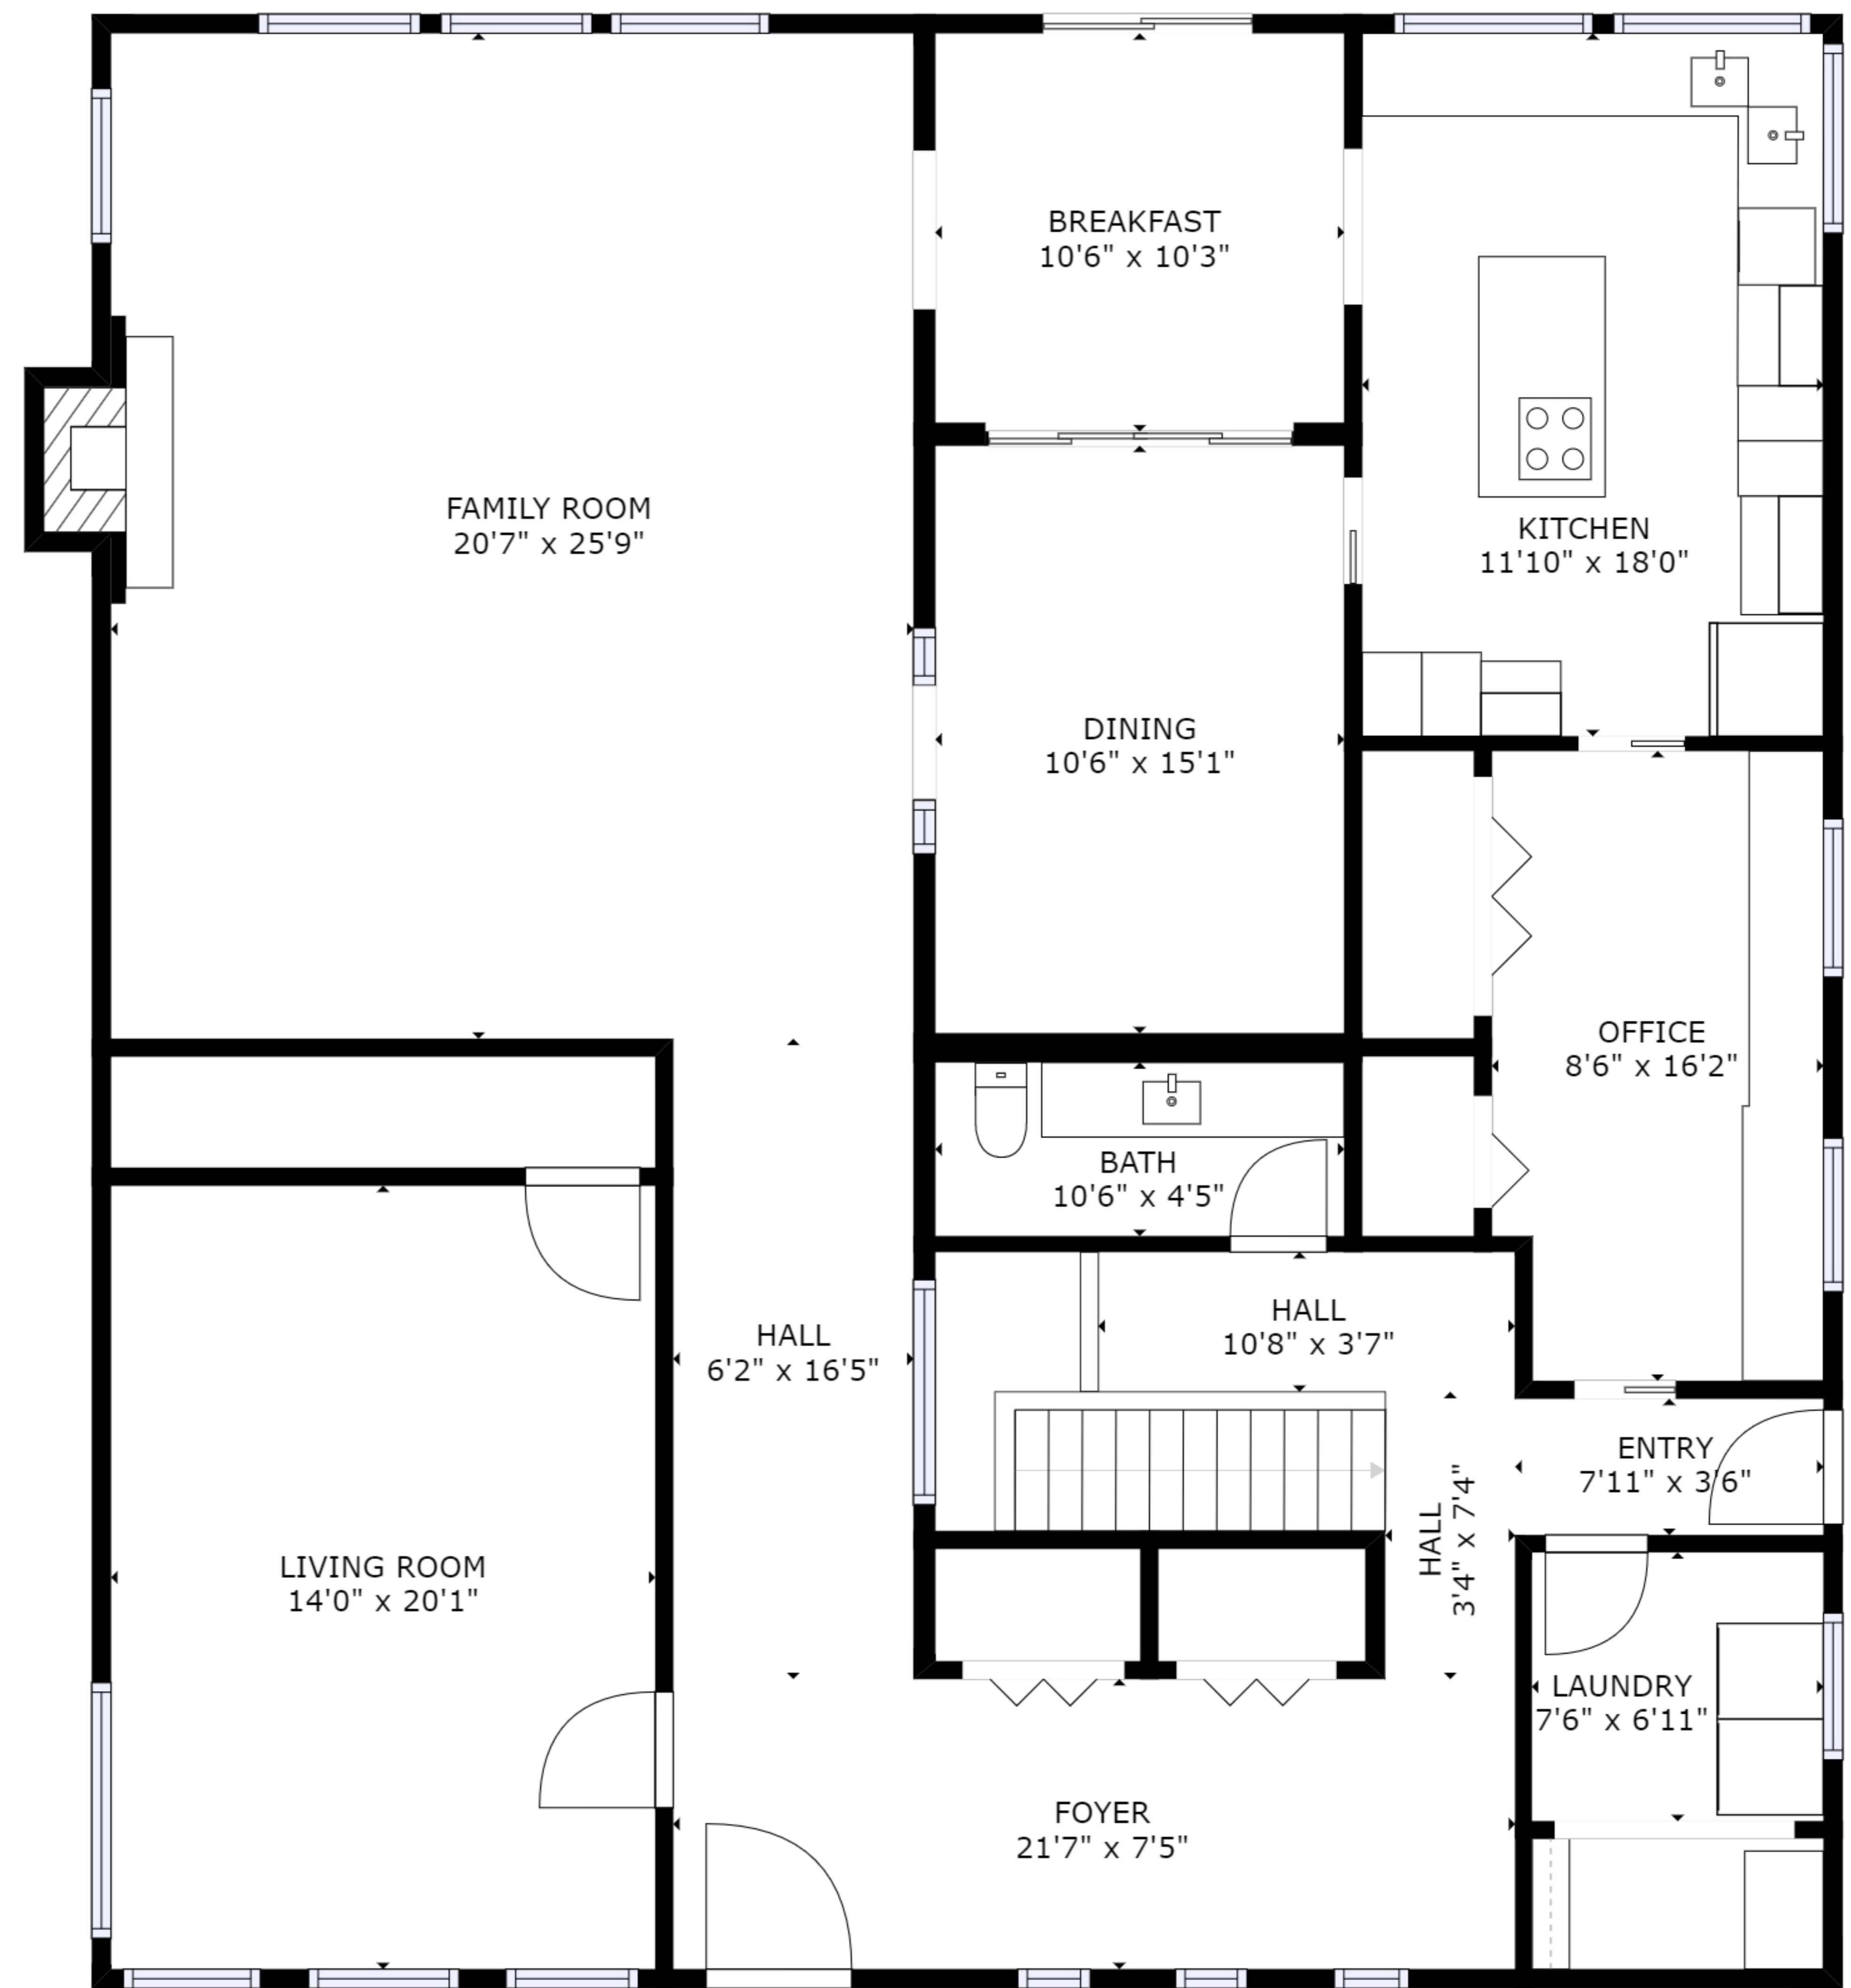 BREAKFAST
10'6" x 10'3"
FAMILY ROOM
20'7" x 25'9"
KITCHEN
11'10" x 18'0"
DINING
10'6" x 15'1"
OFFICE
8'6" x 16'2"
BATH
10'6" x 4'5"
HALL
6'2" x 16'5"
HALL
10'8" x 3'7"
ENTRY
7'11" x 3'6"
HALL
3'4" x 7'4"
LIVING ROOM
14'0" x 20'1"
LAUNDRY
7'6" x 6'11"
FOYER
21'7" x 7'5"